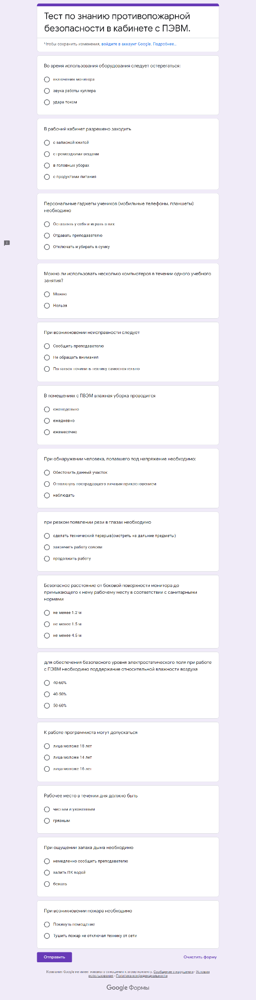 Тест по знанию противопожарной
безопасности в кабинете с ПЭВМ.
Чтобы сохранить изменения, войдите в аккаунт Google. Подробнее…
Во время использования оборудования следует остерегаться:
включения монитора
звука работы куллера
удара током
В рабочий кабинет разрешено заходить
с записной книгой
с громоздкими вещами
в головных уборах
с продуктами питания
Персональные гаджеты учеников (мобильные телефоны, планшеты)
необходимо
Оставлять у себя и играть в них
Отдавать преподавателю
Отключать и убирать в сумку
Можно ли использовать несколько компьютеров в течении одного учебного
занятия?
Можно
Нельзя
При возникновении неисправности следует
Сообщить преподавателю
Не обращать внимания
Пытаться починить технику самостоятельно
В помещениях с ПВЭМ влажная уборка проводится
еженедельно
ежедневно
ежемесячно
При обнаружении человека, попавшего под напряжение необходимо:
Обесточить данный участок
Оттолкнуть пострадавшего личным прикосновением
наблюдать
при резком появлении рези в глазах необходимо
сделать технический перерыв(смотреть на дальние предметы)
закончить работу совсем
продолжить работу
Безопасное расстояние от боковой поверхности монитора до
примыкающего к нему рабочему месту в соответствии с санитарными
нормами
не менее 1.2 м
не менее 1.5 м
не менее 4.5 м
для обеспечения безопасного уровня электростатического поля при работе
с ПЭВМ необходимо поддержание относительной влажности воздуха
40-60%
40-50%
50-60%
К работе программиста могут допускаться
лица моложе 18 лет
лица моложе 14 лет
лица моложе 16 лет
Рабочее место в течении дня должно быть
чистым и ухоженным
грязным
При ощущении запаха дыма необходимо
немедленно сообщить преподавателю
залить ПК водой
бежать
При возникновении пожара необходимо
Покинуть помещение
Тушить пожар не отключая технику от сети
Отправить
Очистить форму
Компания Google не имеет никакого отношения к этому контенту. Сообщение о нарушении - Условия
использования - Политика конфиденциальности
Google Формы